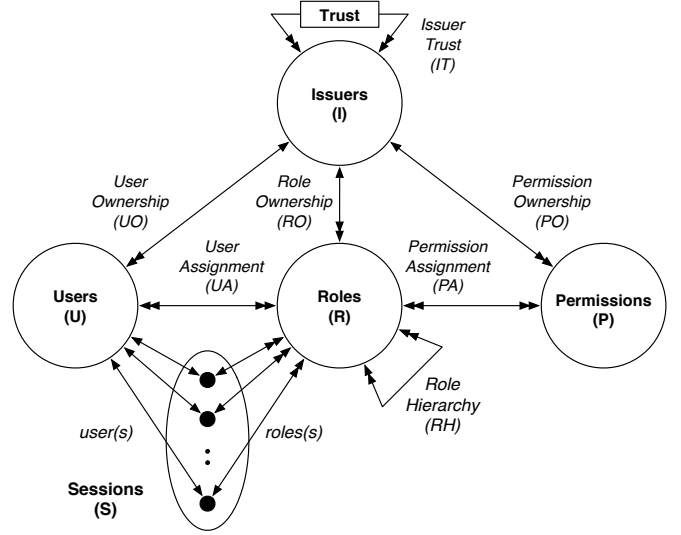 Trust
Issuer
Trust
(IT)
Issuers
(I)
User
Ownership
(UO)
Role
Ownership
(RO)
Permission
Ownership
(PO)
User
Assignment
(UA)
Permission
Assignment
(PA)
Users
(U)
Roles
(R)
Permissions
(P)
Role
Hierarchy
(RH)
user(s)
roles(s)
Sessions
(S)